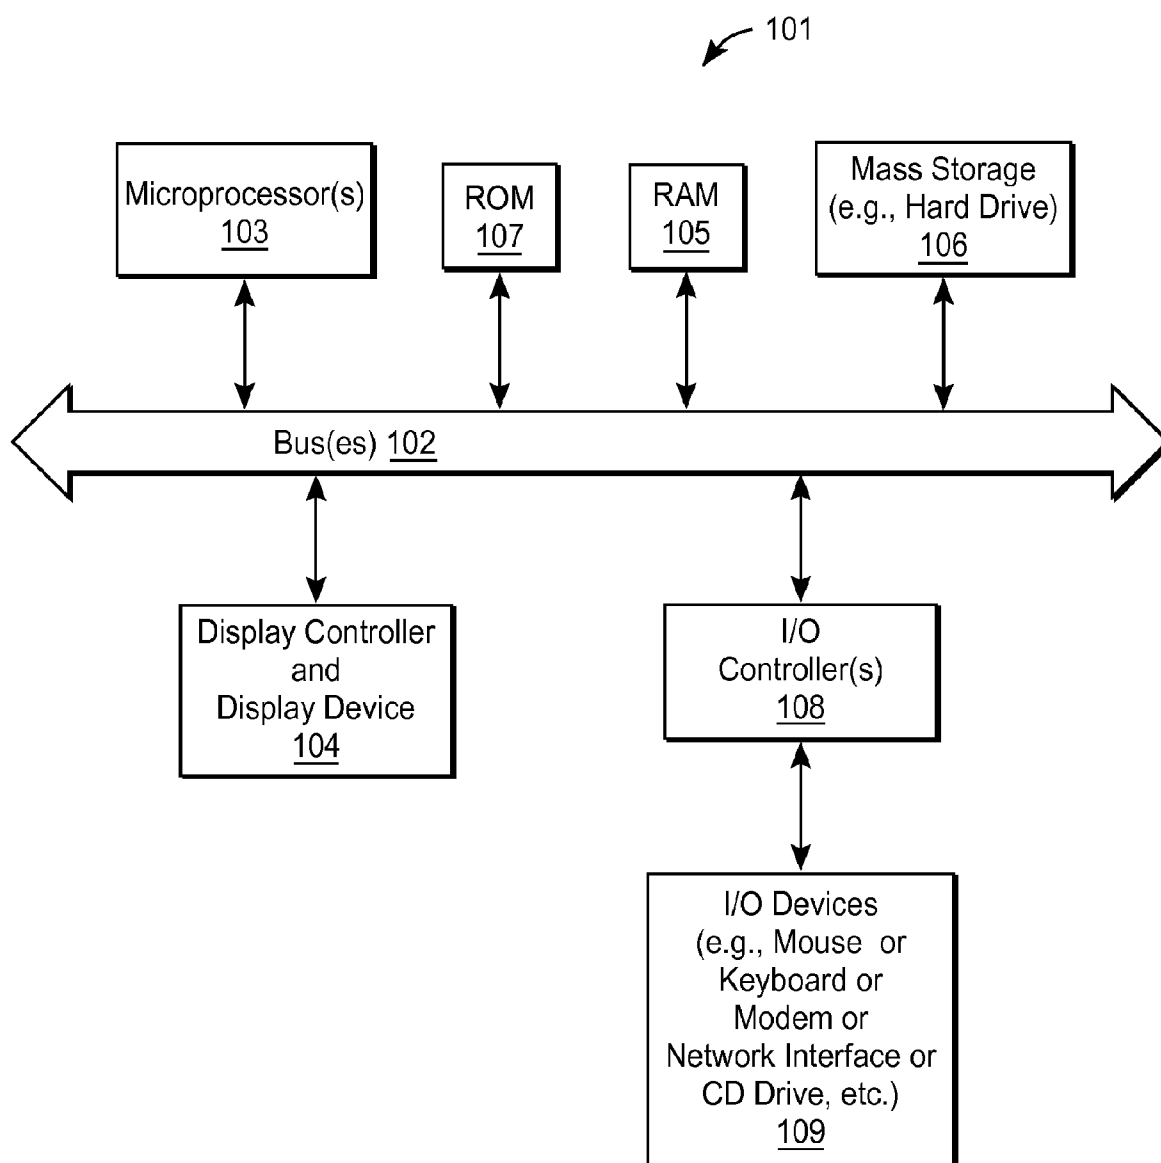 101
Microprocessor(s)
103
ROM
107
RAM
105
Mass Storage
(e.g., Hard Drive)
106
Bus(es) 102
Display Controller
and
Display Device
104
I/O
Controller(s)
108
I/O Devices
(e.g., Mouse or
Keyboard or
Modem or
Network Interface or
CD Drive, etc.)
109